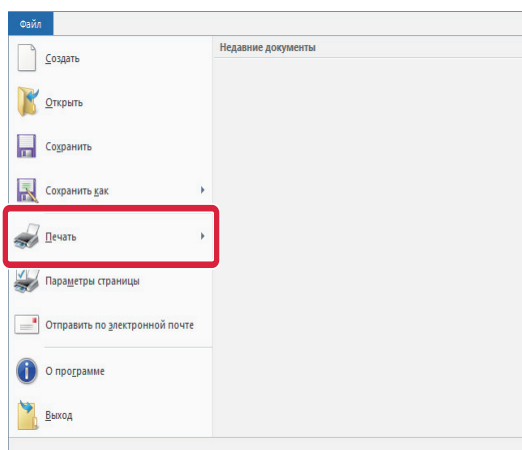 Файл
Недавние документы
Создать
Открыть
Сохранить
Сохранить как
Печать
Параметры страницы
Отправить по электронной почте
О программе
Выход